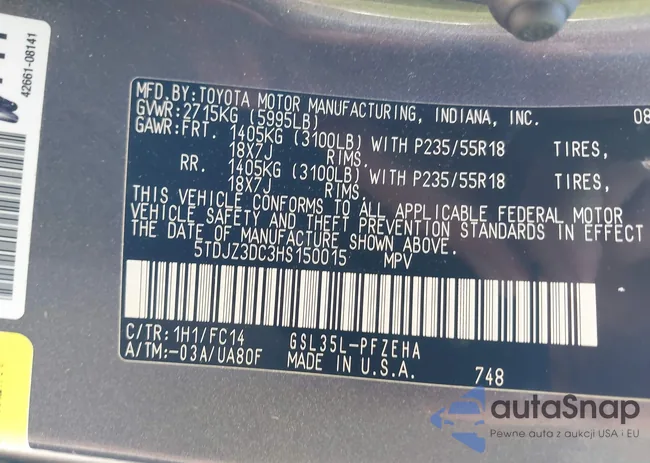 42661-08141
MFD.BY:TOYOTA MOTOR MANUFACTURING, INDIANA, INC. 08
GVWR:2715KG (5995LB)
GAWR:FRT. 1405KG (3100LB) WITH P235/55R18 TIRES,
18X7J RIMS.
RR. 1405KG (3100LB) WITH P235/55R18 TIRES,
18X7J RIMS.
THIS VEHICLE CONFORMS TO ALL APPLICABLE FEDERAL MOTOR
VEHICLE SAFETY AND THEFT PREVENTION STANDARDS IN EFFECT
THE DATE OF MANUFACTURE SHOWN ABOVE.
5TDJZ3DC3HS150015 MPV
C/TR:1H1/FC14 GSL35L-PFZEHA
A/TM:-03A/UA80F MADE IN U.S.A. 748
autaSnap
Pewne auta z aukcji USA i EU